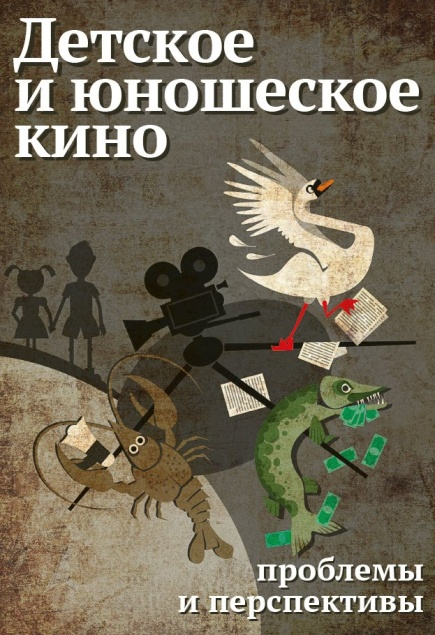 Детское
и юношеское
кино
проблемы
и перспективы